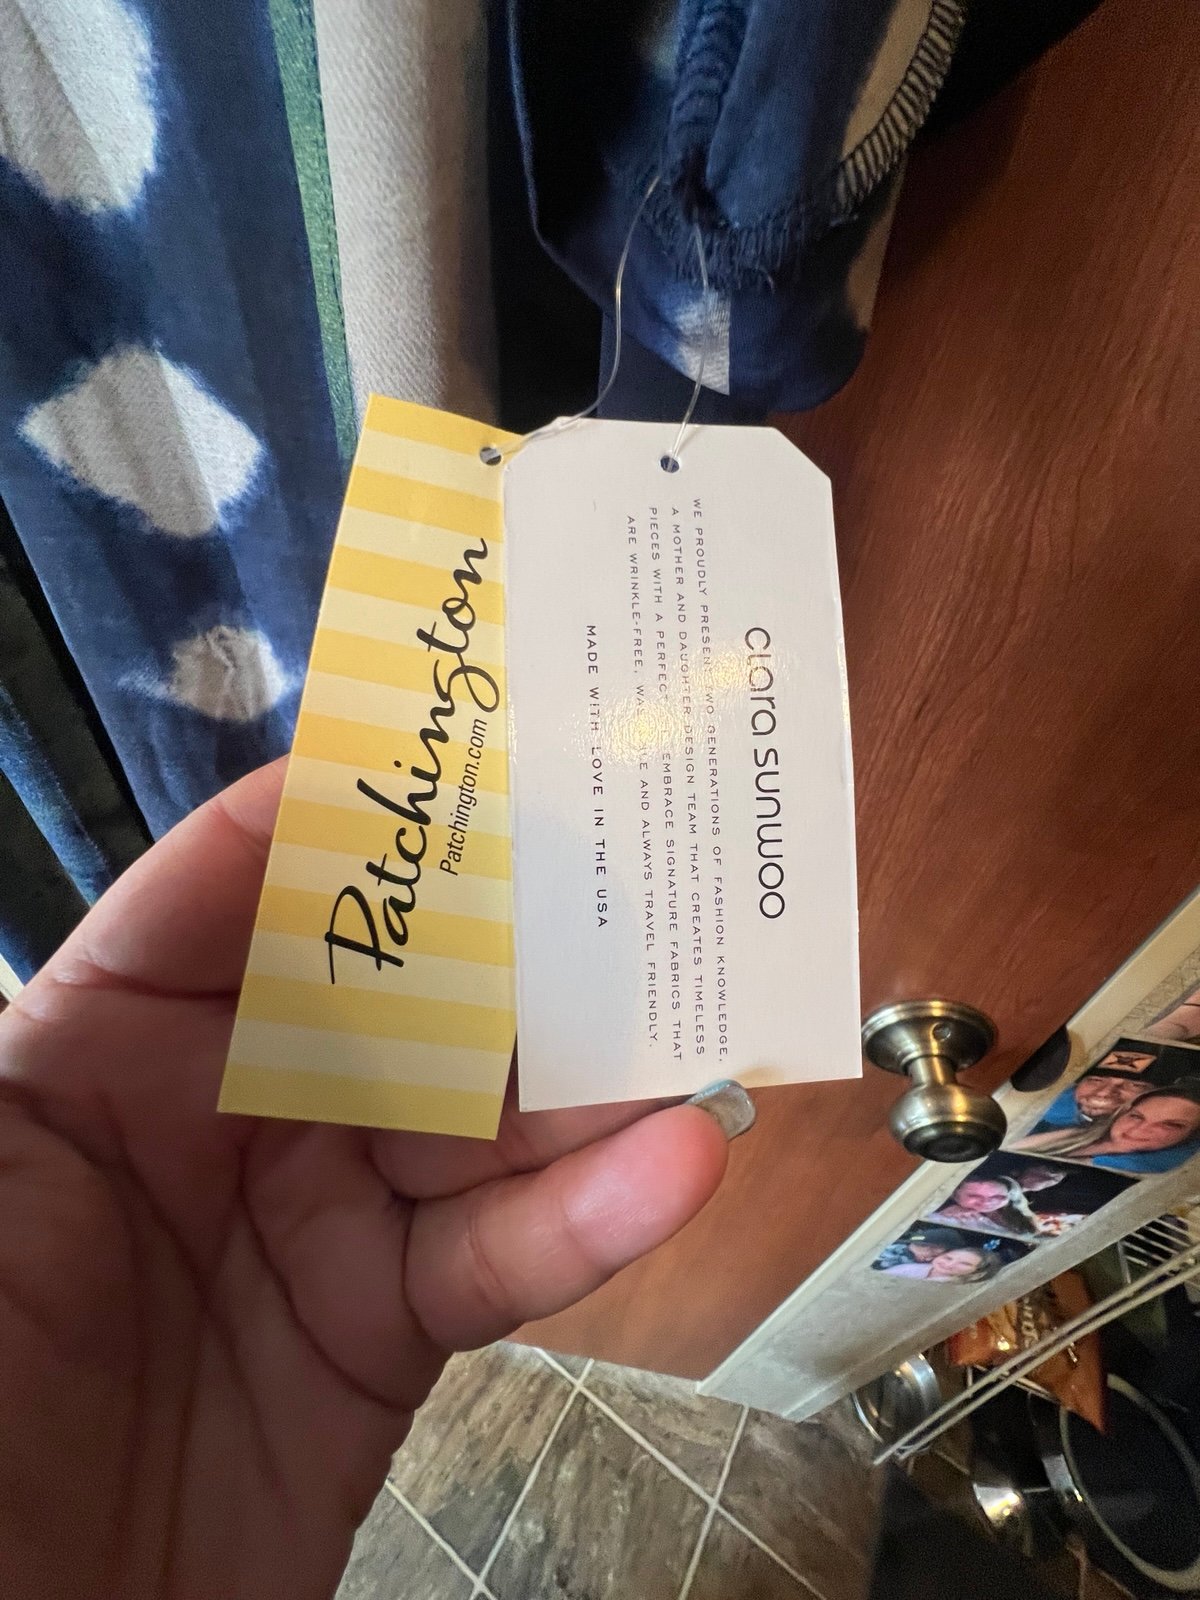 Patchington
Patchington.com
clara sunwoo
WE PROUDLY PRESENT TWO GENERATIONS OF FASHION KNOWLEDGE,
A MOTHER AND DAUGHTER DESIGN TEAM THAT CREATES TIMELESS
PIECES WITH A PERFECT EMBRACE SIGNATURE FABRICS THAT
ARE WRINKLE-FREE, WASHABLE AND ALWAYS TRAVEL FRIENDLY.
MADE WITH LOVE IN THE USA